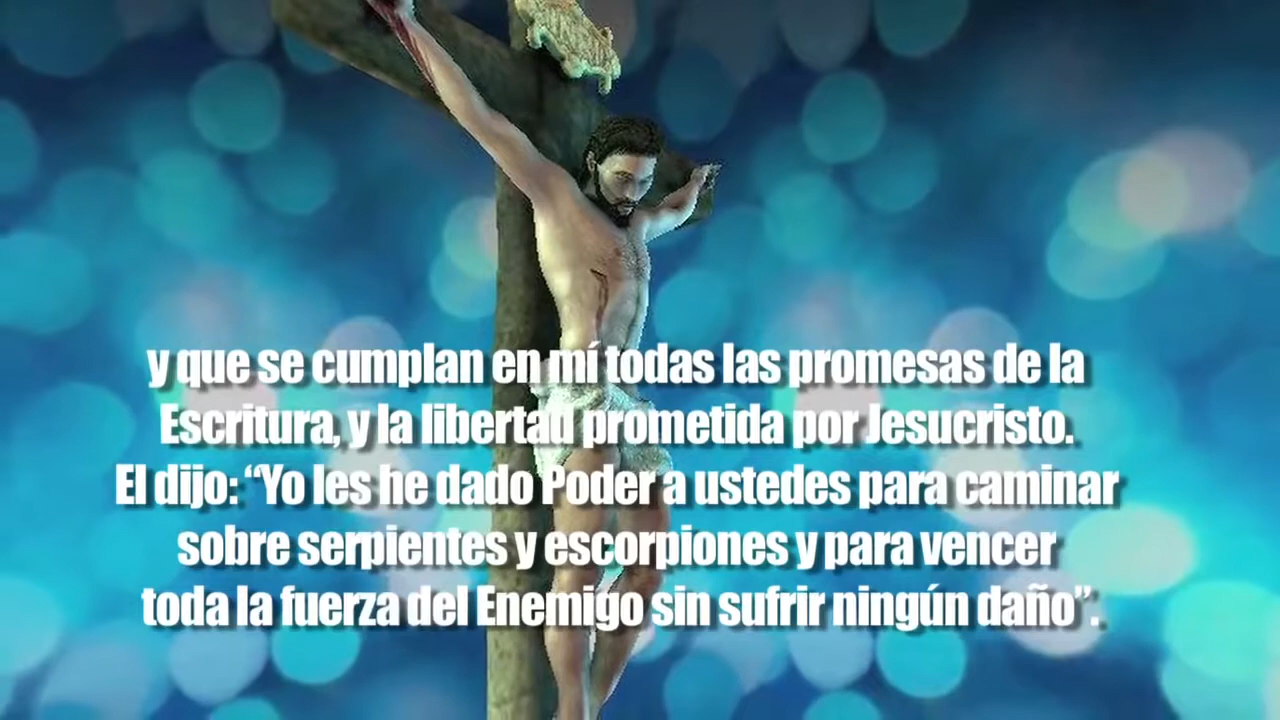 y que se cumplan en mí todas las promesas de la
Escritura, y la libertad prometida por Jesucristo.
El dijo: “Yo les he dado Poder a ustedes para caminar
sobre serpientes y escorpiones y para vencer
toda la fuerza del Enemigo sin sufrir ningún daño”.